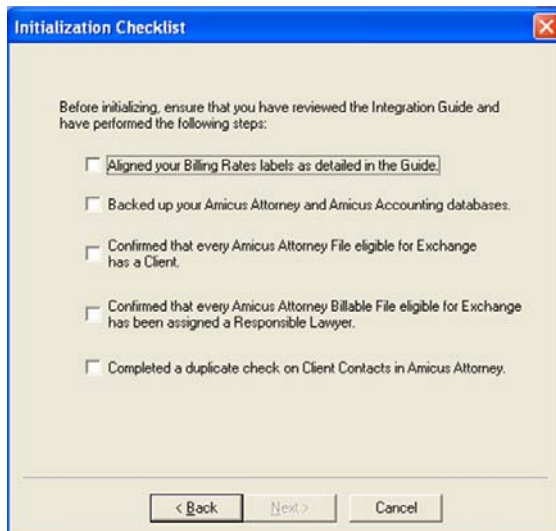 Initialization Checklist
Before initializing, ensure that you have reviewed the Integration Guide and
have performed the following steps:
Aligned your Billing Rates labels as detailed in the Guide.
Backed up your Amicus Attorney and Amicus Accounting databases.
Confirmed that every Amicus Attorney File eligible for Exchange
has a Client.
Confirmed that every Amicus Attorney Billable File eligible for Exchange
has been assigned a Responsible Lawyer.
Completed a duplicate check on Client Contacts in Amicus Attorney.
< Back
Next >
Cancel